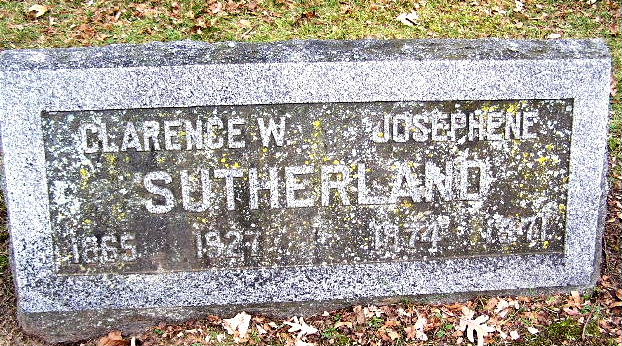 CLARENCE W. JOSEPHENE
SUTHERLAND
1865 1927 1874